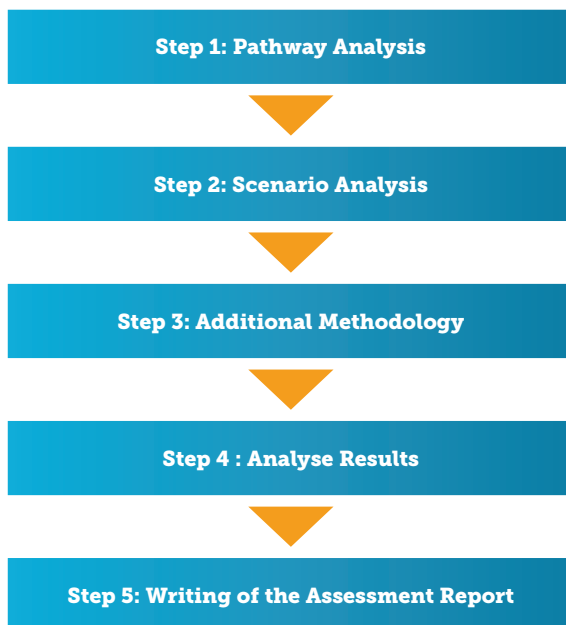 Step 1: Pathway Analysis
Step 2: Scenario Analysis
Step 3: Additional Methodology
Step 4 : Analyse Results
Step 5: Writing of the Assessment Report